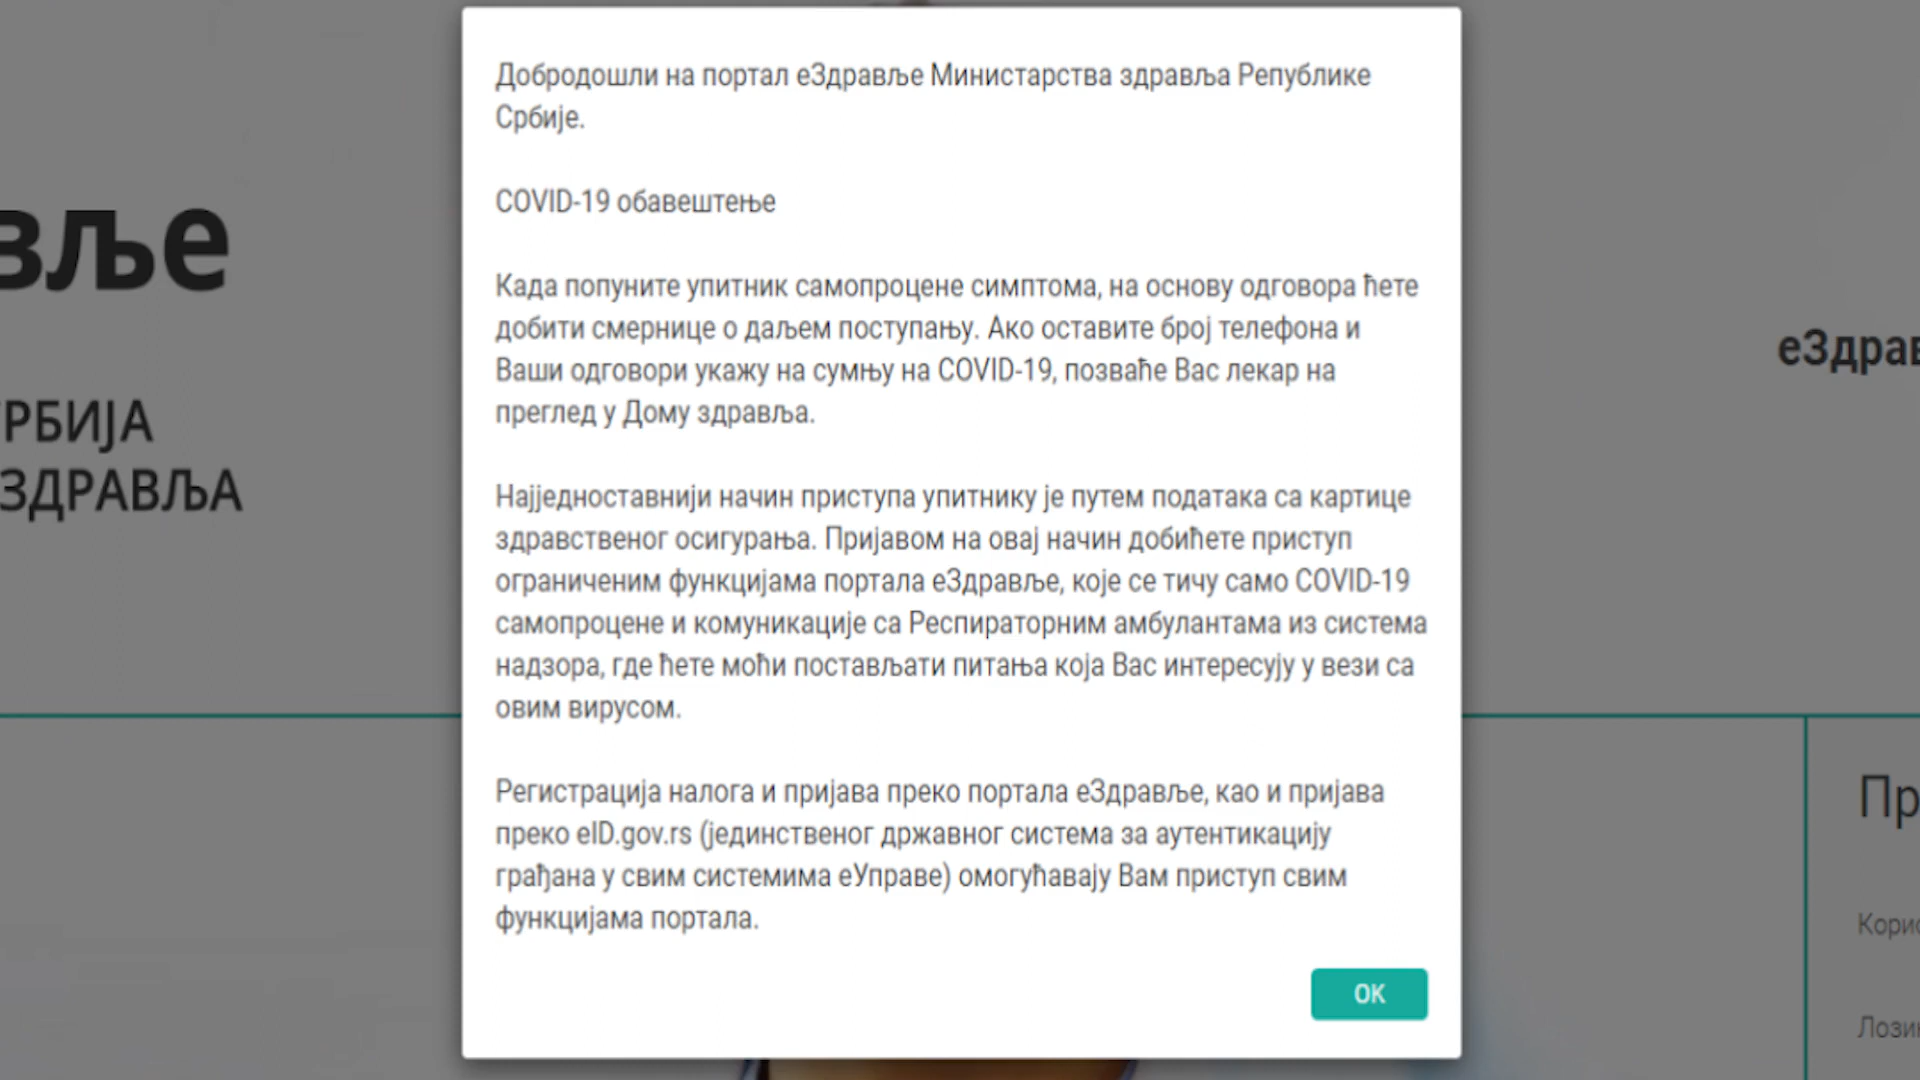 вље
РБИЈА
ЗДРАВЉА
Добродошли на портал еЗдравље Министарства здравља Републике
Србије.
COVID-19 обавештење
Када попуните упитник самопроцене симптома, на основу одговора ћете
добити смернице о даљем поступању. Ако оставите број телефона и
Ваши одговори укажу на сумњу на COVID-19, позваће Вас лекар на
преглед у Дому здравља.
Најједноставнији начин приступа упитнику је путем података са картице
здравственог осигурања. Пријавом на овај начин добићете приступ
ограниченим функцијама портала еЗдравље, које се тичу само COVID-19
самопроцене и комуникације са Респираторним амбулантама из система
надзора, где ћете моћи постављати питања која Вас интересују у вези са
овим вирусом.
Регистрација налога и пријава преко портала еЗдравље, као и пријава
преко eID.gov.rs (јединственог државног система за аутентикацију
грађана у свим системима еУправе) омогућавају Вам приступ свим
функцијама портала.
OK
еЗдрав
Пр
Корис
Лозин